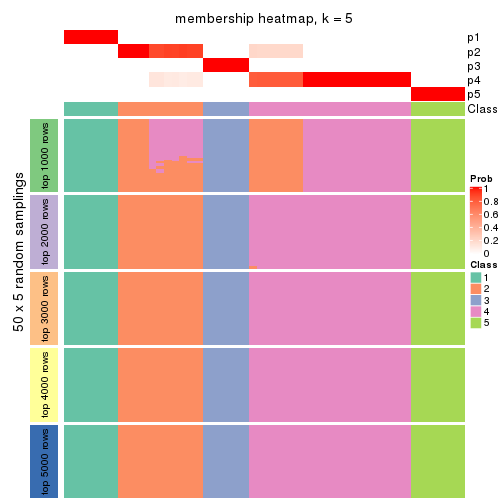 membership heatmap, k = 5
p1
p2
p3
p4
p5
Class
50 x 5 random samplings
top 1000 rows
top 2000 rows
top 3000 rows
top 4000 rows
top 5000 rows
Prob
1
0.8
0.6
0.4
0.2
0
Class
1
2
3
4
5